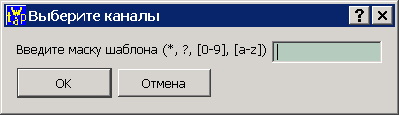 Выберите каналы
Введите маску шаблона (*, ?, [0-9], [a-z])
OK Отмена